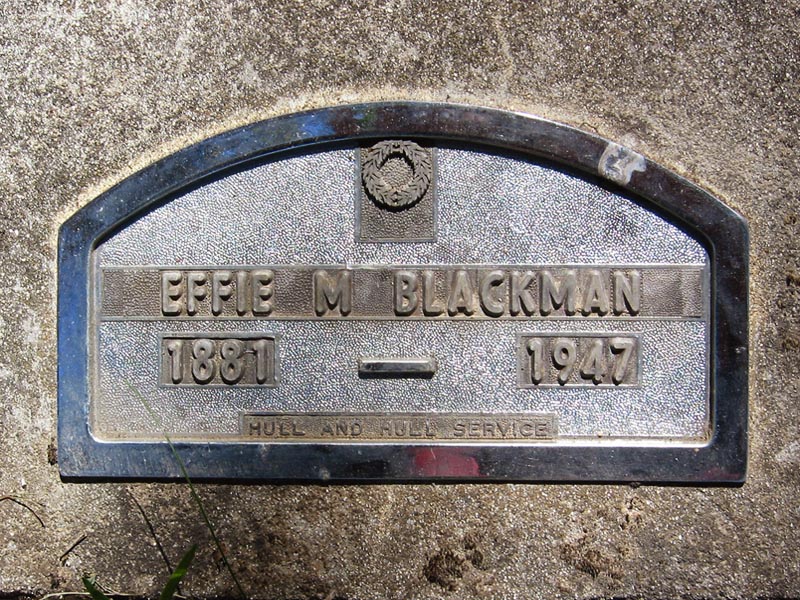 EFFIE M BLACKMAN
1881 — 1947
HULL AND HULL SERVICE